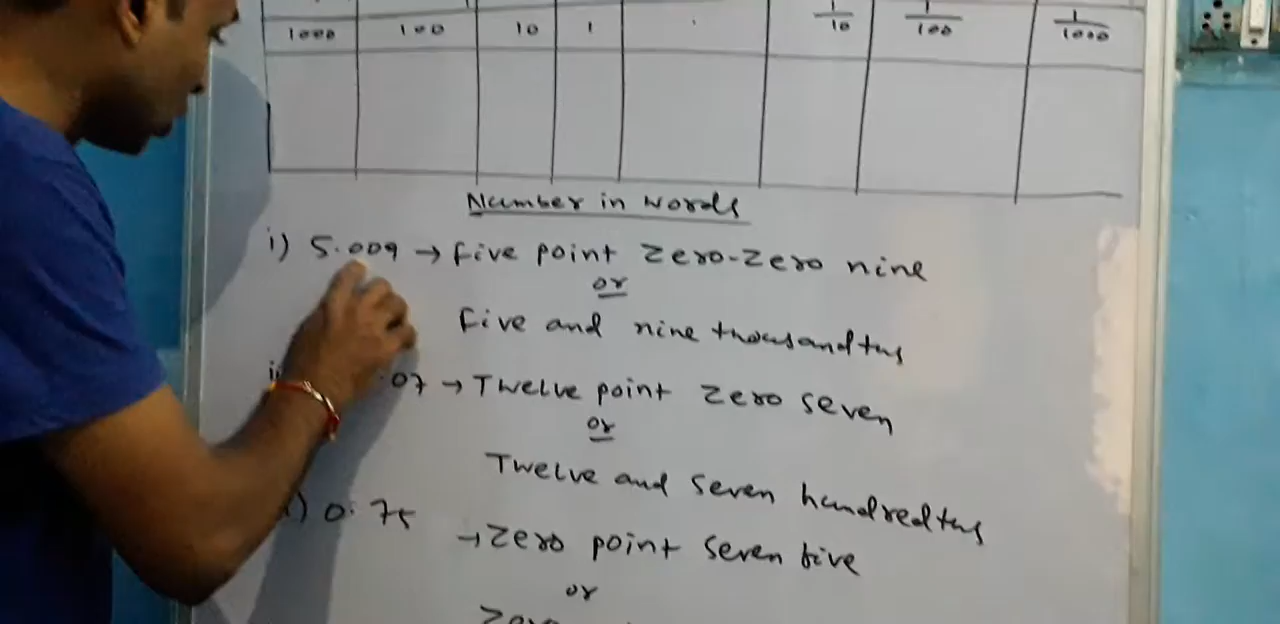 1000 100 10 1 . 1/10 1/100 1/1000
Number in words
i) 5.009 → five point zero-zero nine
or
five and nine thousandths
.07 → Twelve point zero seven
or
Twelve and seven hundredths
) 0.75
→ zero point seven five
or